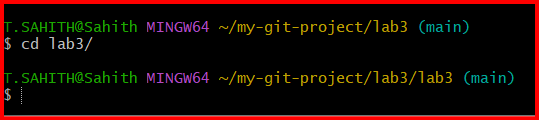 T.SAHITH@Sahith MINGW64 ~/my-git-project/lab3 (main)
$ cd lab3/
T.SAHITH@Sahith MINGW64 ~/my-git-project/lab3/lab3 (main)
$